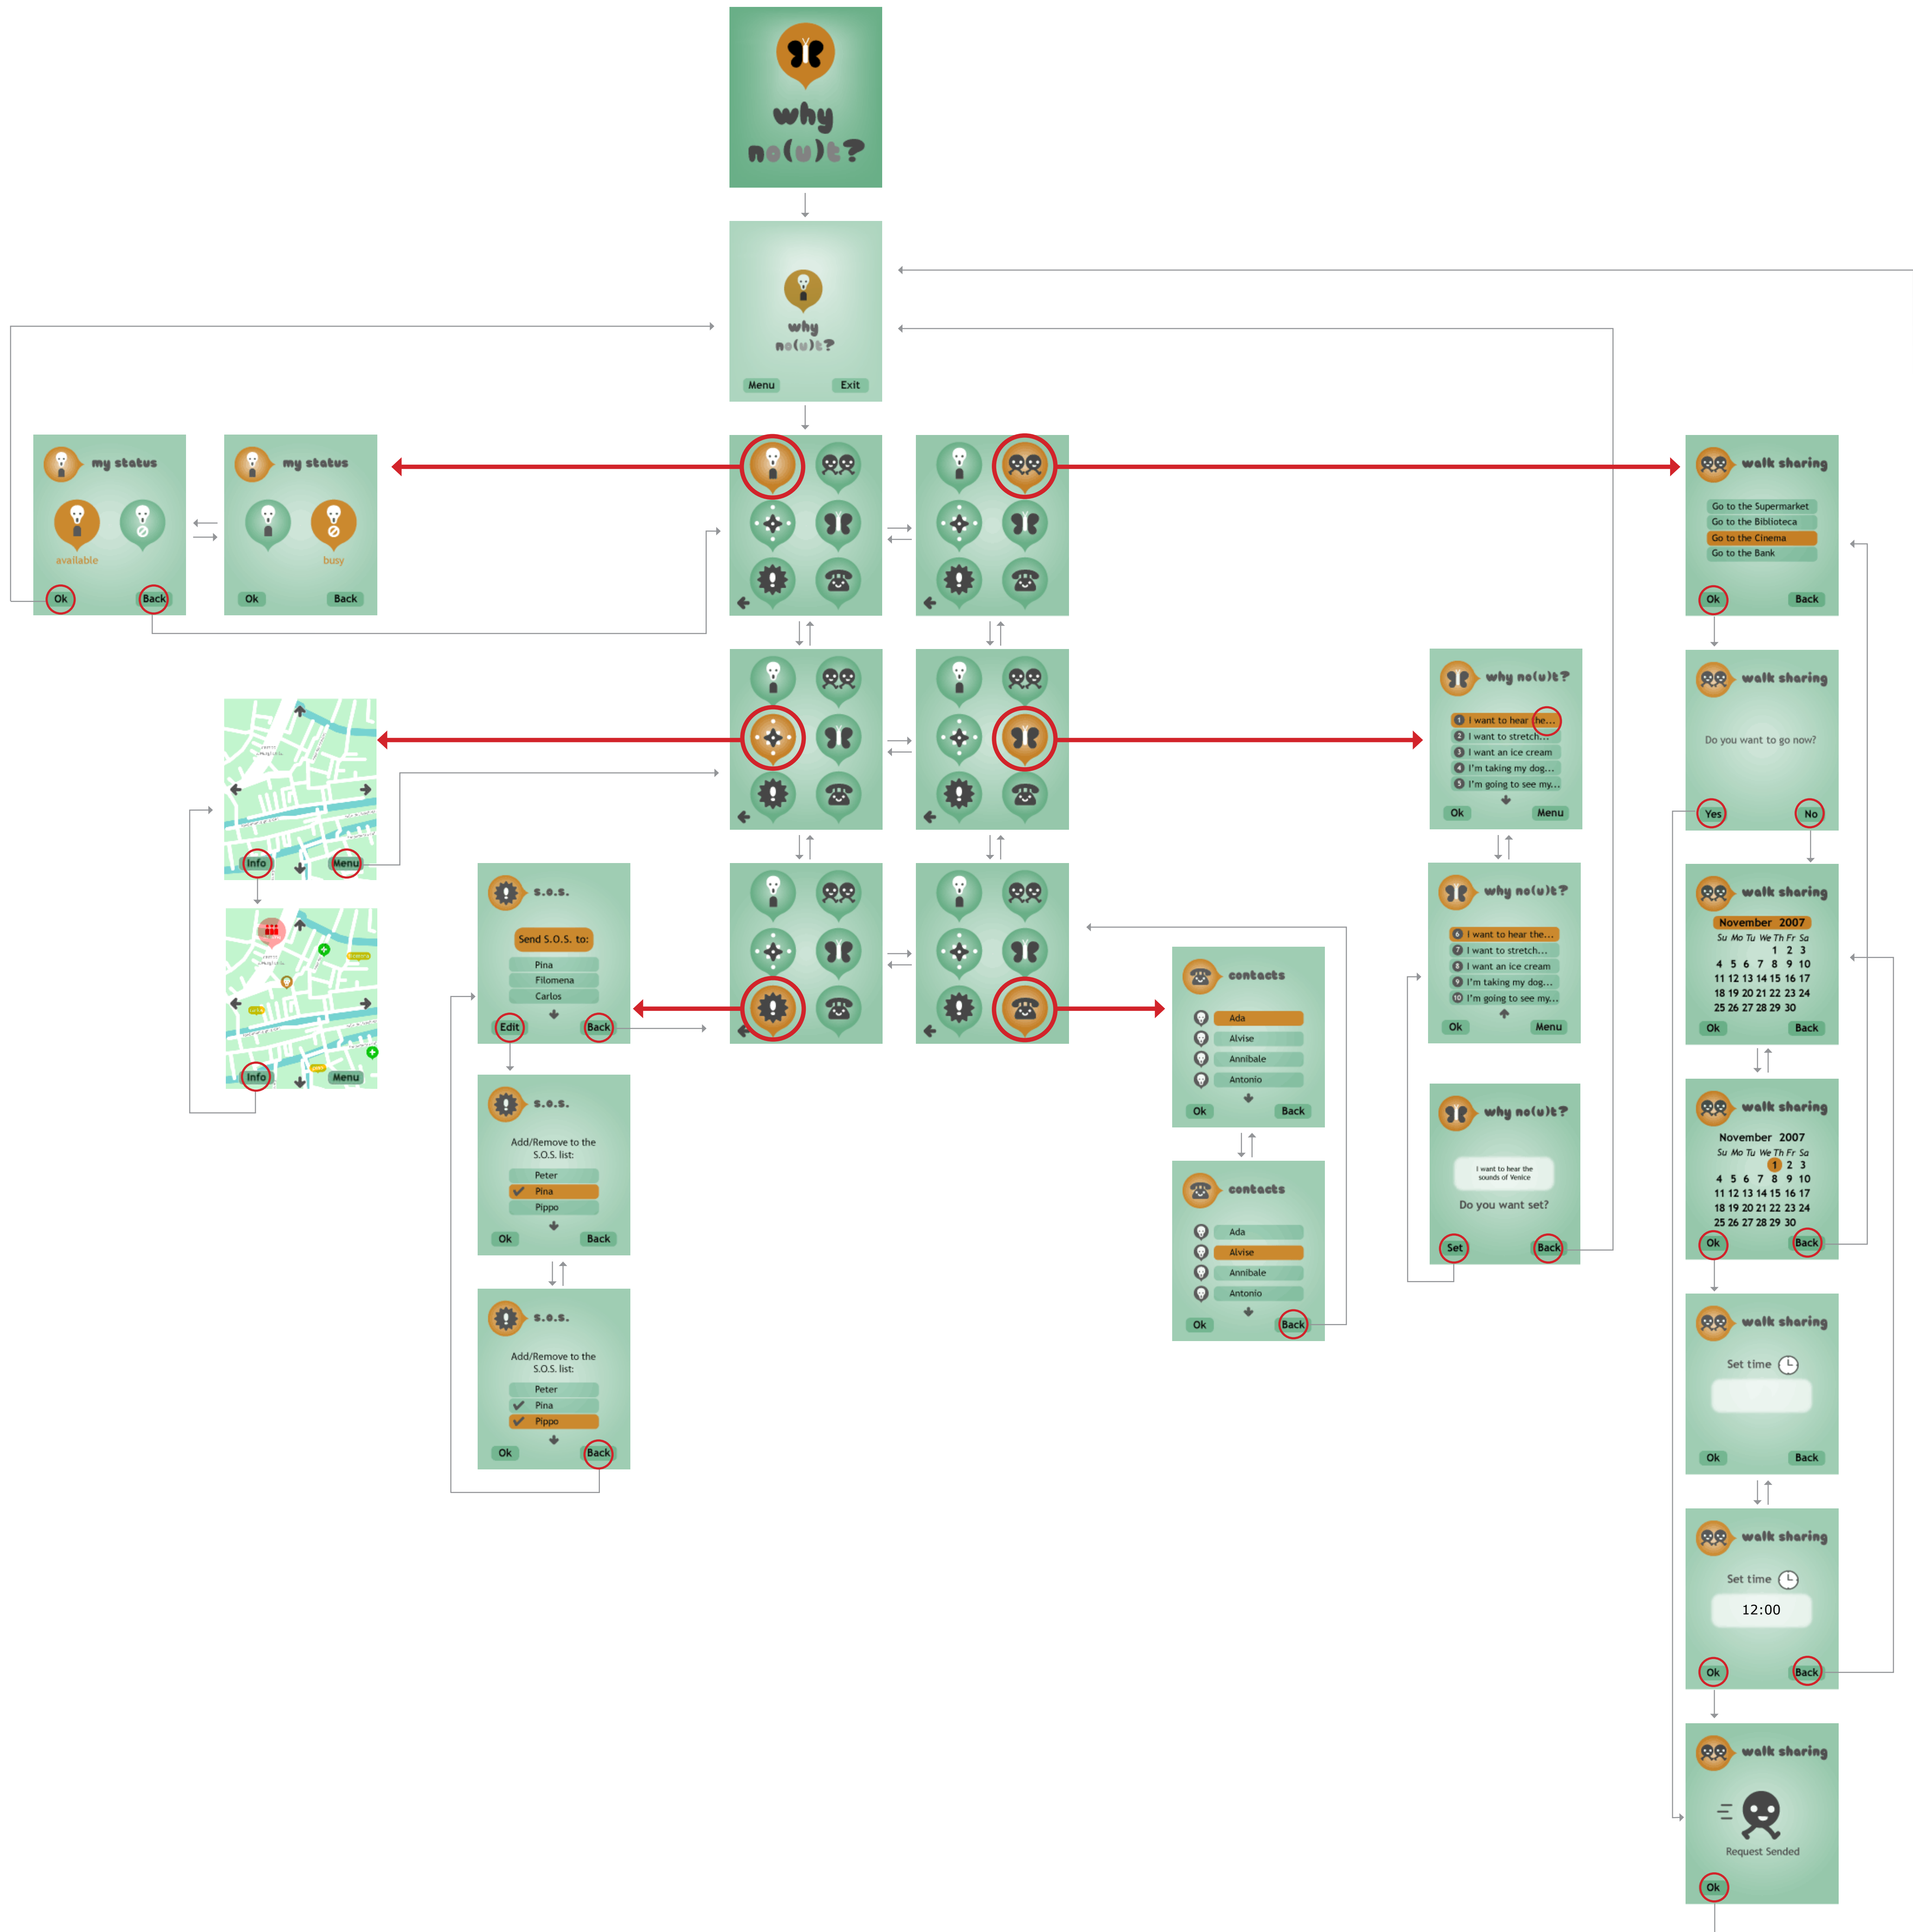 why
no(u)t?
why
no(u)t?
Menu
Exit
my status
available
Ok
Back
my status
busy
Ok
Back
walk sharing
Go to the Supermarket
Go to the Biblioteca
Go to the Cinema
Go to the Bank
Ok
Back
walk sharing
Do you want to go now?
Yes
No
walk sharing
November 2007
Su Mo Tu We Th Fr Sa
1 2 3
4 5 6 7 8 9 10
11 12 13 14 15 16 17
18 19 20 21 22 23 24
25 26 27 28 29 30
Ok
Back
walk sharing
November 2007
Su Mo Tu We Th Fr Sa
1 2 3
4 5 6 7 8 9 10
11 12 13 14 15 16 17
18 19 20 21 22 23 24
25 26 27 28 29 30
Ok
Back
walk sharing
Set time
Ok
Back
walk sharing
Set time
12:00
Ok
Back
walk sharing
Request Sended
Ok
why no(u)t?
1 I want to hear the...
2 I want to stretch...
3 I want an ice cream
4 I'm taking my dog...
5 I'm going to see my...
Ok
Menu
why no(u)t?
6 I want to hear the...
7 I want to stretch...
8 I want an ice cream
9 I'm taking my dog...
10 I'm going to see my...
Ok
Menu
why no(u)t?
I want to hear the
sounds of Venice
Do you want set?
Set
Back
Info
Menu
Info
Menu
s.o.s.
Send S.O.S. to:
Pina
Filomena
Carlos
Edit
Back
s.o.s.
Add/Remove to the
S.O.S. list:
Peter
Pina
Pippo
Ok
Back
s.o.s.
Add/Remove to the
S.O.S. list:
Peter
Pina
Pippo
Ok
Back
contacts
Ada
Alvise
Annibale
Antonio
Ok
Back
contacts
Ada
Alvise
Annibale
Antonio
Ok
Back